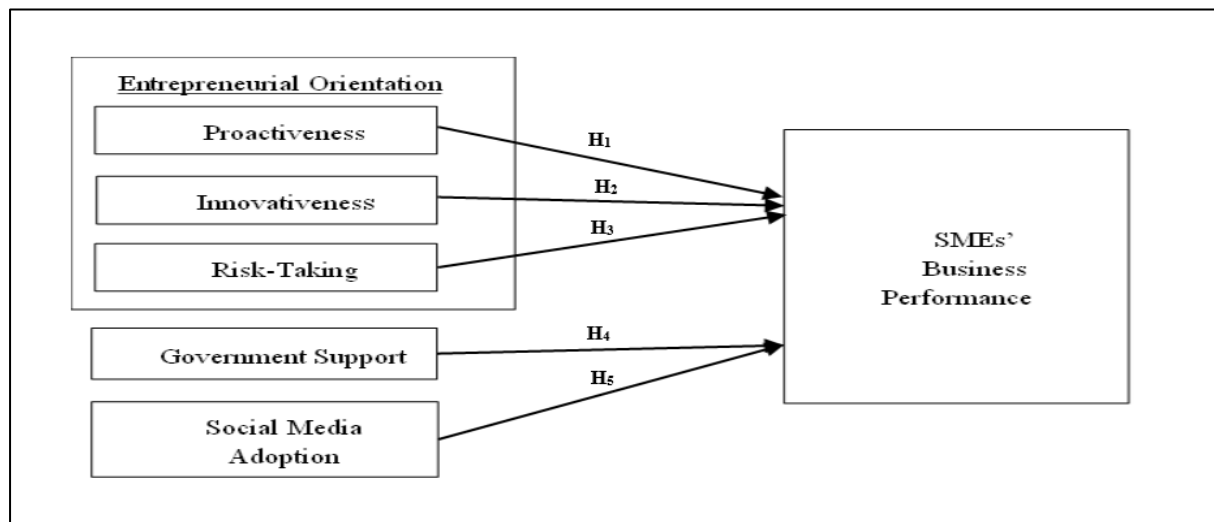 Entrepreneurial Orientation
Proactiveness
Innovativeness
Risk-Taking
Government Support
Social Media
Adoption
H₁
H₂
H₃
H₄
H₅
SMEs’
Business
Performance